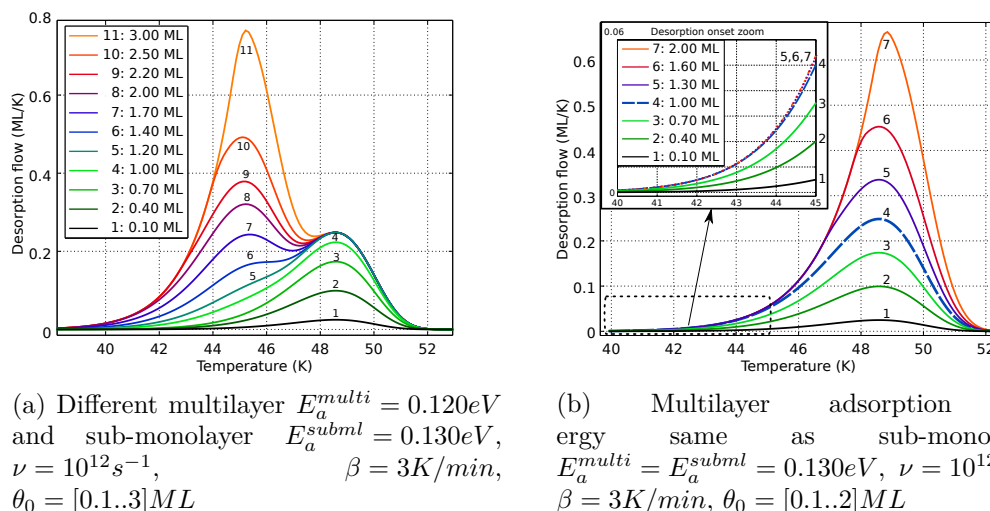 0.8
0.6
0.4
0.2
0
Desorption flow (ML/K)
11: 3.00 ML
10: 2.50 ML
9: 2.20 ML
8: 2.00 ML
7: 1.70 ML
6: 1.40 ML
5: 1.20 ML
4: 1.00 ML
3: 0.70 ML
2: 0.40 ML
1: 0.10 ML
11
10
9
8
7
6
5
4
3
2
1
40 42 44 46 48 50 52
Temperature (K)
(a) Different multilayer E_a^{multi} = 0.120eV
and sub-monolayer E_a^{subml} = 0.130eV,
ν = 10^{12}s^{−1}, β = 3K/min,
θ_0 = [0.1..3]ML
0.6
0.5
0.4
0.3
0.2
0.1
0
Desorption flow (ML/K)
0.06 Desorption onset zoom
7: 2.00 ML
6: 1.60 ML
5: 1.30 ML
4: 1.00 ML
3: 0.70 ML
2: 0.40 ML
1: 0.10 ML
5,6,7
4
3
2
1
0
40 41 42 43 44 45
7
6
5
4
3
2
1
40 42 44 46 48 50 52
Temperature (K)
(b) Multilayer adsorption
ergy same as sub-mono
E_a^{multi} = E_a^{subml} = 0.130eV, ν = 10^{12}
β = 3K/min, θ_0 = [0.1..2]ML